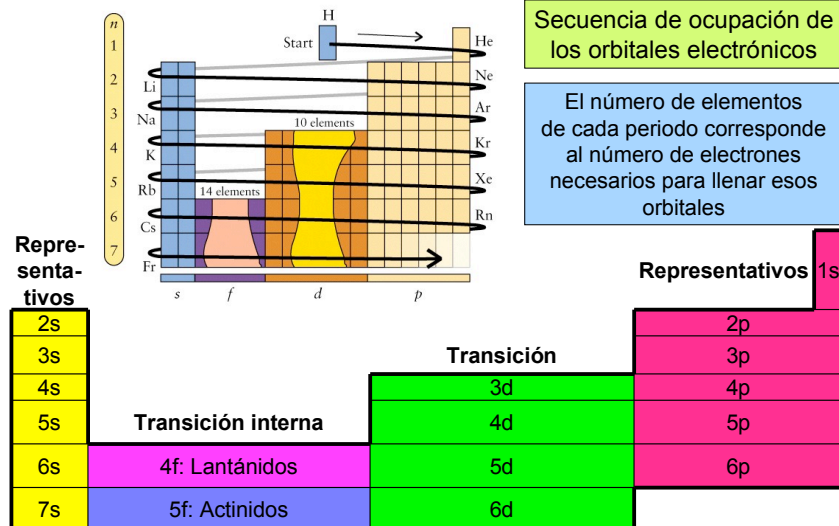 n
H
Start
He
1
2
Li
Ne
3
Na
10 elements
Ar
4
K
Kr
5
Rb
14 elements
Xe
6
Cs
Rn
7
Fr
s
f
d
p
Secuencia de ocupación de
los orbitales electrónicos
El número de elementos
de cada periodo corresponde
al número de electrones
necesarios para llenar esos
orbitales
Repre-
senta-
tivos
Representativos
1s
2s
2p
3s
Transición
3p
4s
3d
4p
5s
Transición interna
4d
5p
6s
4f: Lantánidos
5d
6p
7s
5f: Actinidos
6d